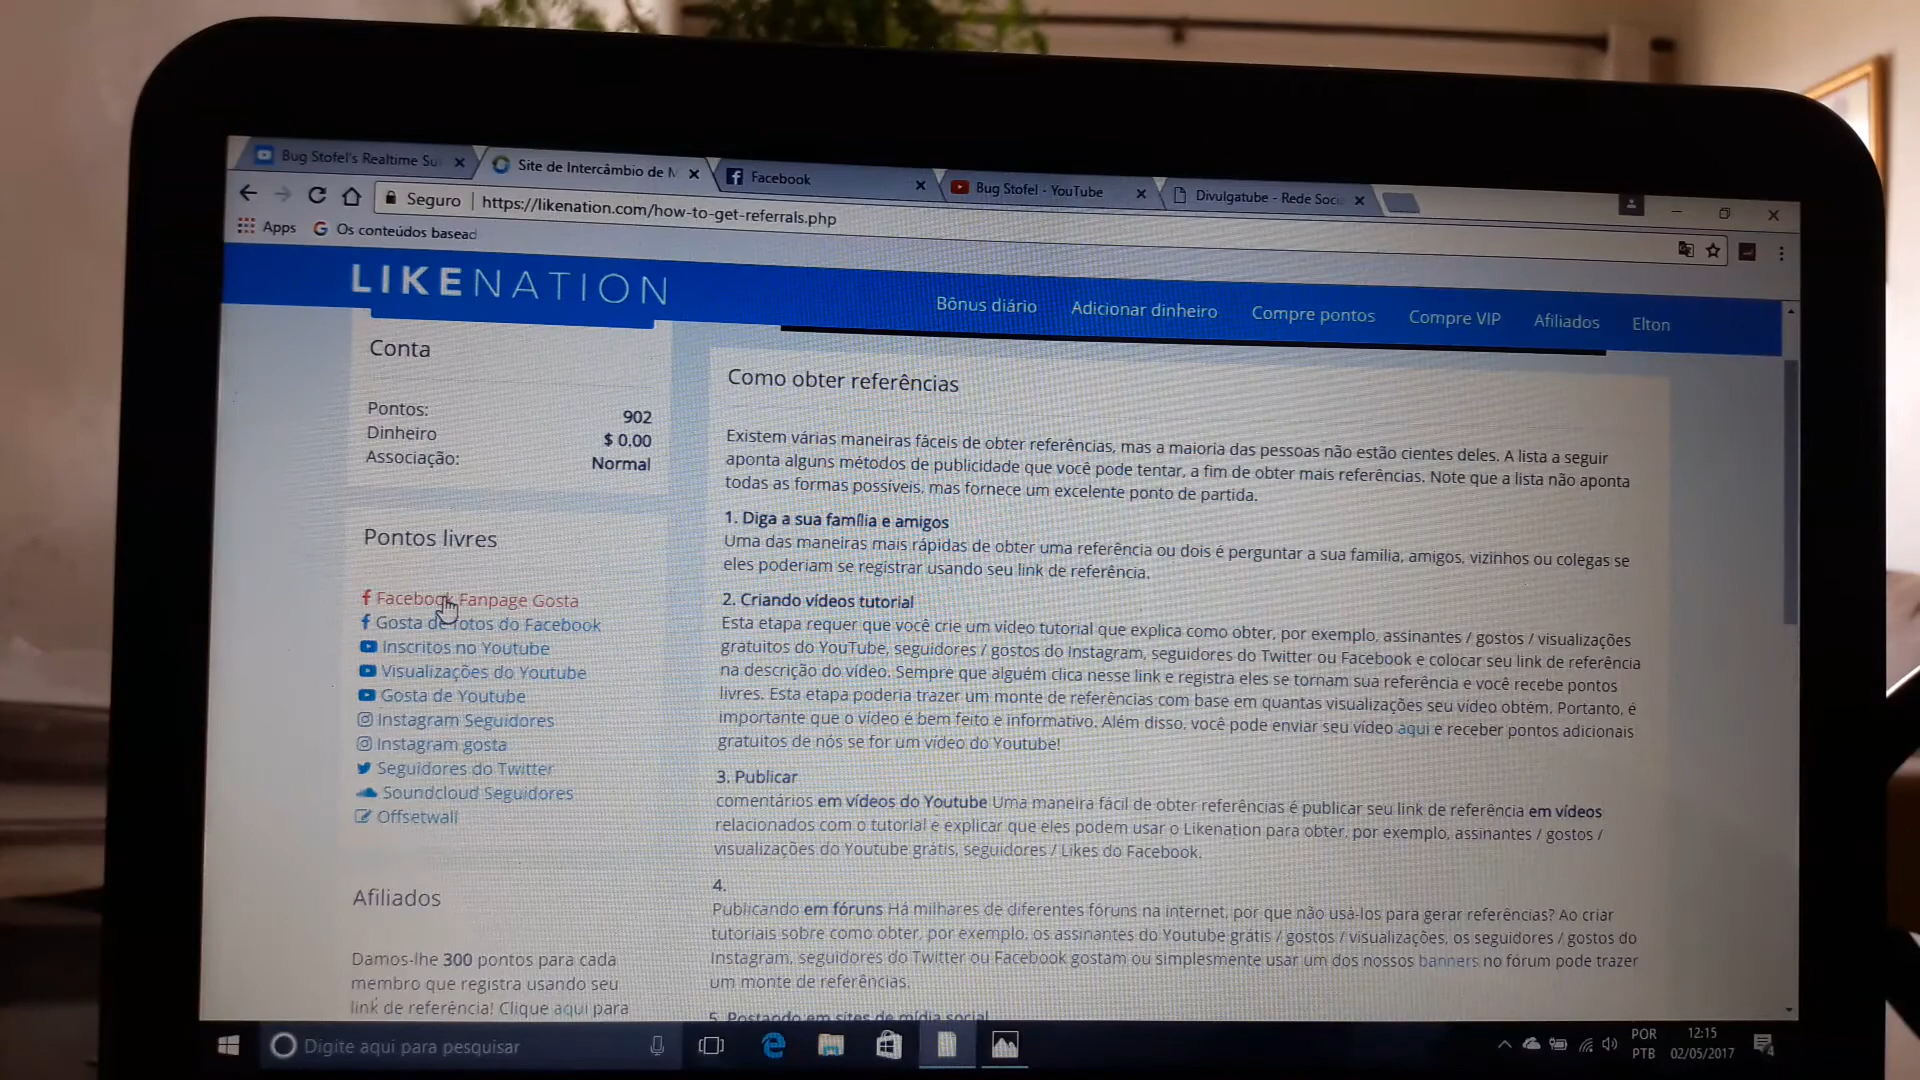 Bug Stofel's Realtime Su
Site de Intercâmbio de M
Facebook
Bug Stofel - YouTube
Divulgatube - Rede Soci
Seguro
https://likenation.com/how-to-get-referrals.php
Apps
Os conteúdos basead
LIKENATION
Bônus diário
Adicionar dinheiro
Compre pontos
Compre VIP
Afiliados
Elton
Conta
Pontos: 902
Dinheiro $ 0.00
Associação: Normal
Pontos livres
Facebook Fanpage Gosta
Gosta de fotos do Facebook
Inscritos no Youtube
Visualizações do Youtube
Gosta de Youtube
Instagram Seguidores
Instagram gosta
Seguidores do Twitter
Soundcloud Seguidores
Offsetwall
Afiliados
Damos-lhe 300 pontos para cada
membro que registra usando seu
link de referência! Clique aqui para
Como obter referências
Existem várias maneiras fáceis de obter referências, mas a maioria das pessoas não estão cientes deles. A lista a seguir
aponta alguns métodos de publicidade que você pode tentar, a fim de obter mais referências. Note que a lista não aponta
todas as formas possíveis, mas fornece um excelente ponto de partida.
1. Diga a sua família e amigos
Uma das maneiras mais rápidas de obter uma referência ou dois é perguntar a sua família, amigos, vizinhos ou colegas se
eles poderiam se registrar usando seu link de referência.
2. Criando vídeos tutorial
Esta etapa requer que você crie um vídeo tutorial que explica como obter, por exemplo, assinantes / gostos / visualizações
gratuitos do YouTube, seguidores / gostos do Instagram, seguidores do Twitter ou Facebook e colocar seu link de referência
na descrição do vídeo. Sempre que alguém clica nesse link e registra eles se tornam sua referência e você recebe pontos
livres. Esta etapa poderia trazer um monte de referências com base em quantas visualizações seu vídeo obtém. Portanto, é
importante que o vídeo é bem feito e informativo. Além disso, você pode enviar seu vídeo aqui e receber pontos adicionais
gratuitos de nós se for um vídeo do Youtube!
3. Publicar
comentários em vídeos do Youtube Uma maneira fácil de obter referências é publicar seu link de referência em vídeos
relacionados com o tutorial e explicar que eles podem usar o Likenation para obter, por exemplo, assinantes / gostos /
visualizações do Youtube grátis, seguidores / Likes do Facebook.
4.
Publicando em fóruns Há milhares de diferentes fóruns na internet, por que não usá-los para gerar referências? Ao criar
tutoriais sobre como obter, por exemplo, os assinantes do Youtube grátis / gostos / visualizações, os seguidores / gostos do
Instagram, seguidores do Twitter ou Facebook gostam ou simplesmente usar um dos nossos banners no fórum pode trazer
um monte de referências.
5. Postando em sites de mídia social
Digite aqui para pesquisar
POR
PTB
12:15
02/05/2017
4